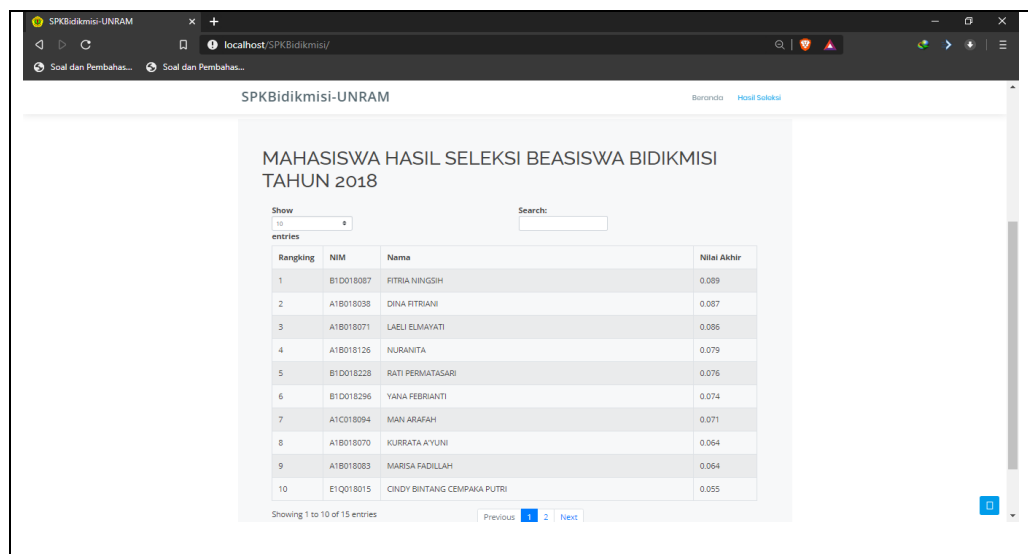 SPKBidikmisi-UNRAM
localhost/SPKBidikmisi/
Soal dan Pembahas... Soal dan Pembahas...
SPKBidikmisi-UNRAM Beranda Hasil Seleksi
MAHASISWA HASIL SELEKSI BEASISWA BIDIKMISI
TAHUN 2018
Show Search:
10
entries
Rangking NIM Nama Nilai Akhir
1 B1D018087 FITRIA NINGSIH 0.089
2 A1B018038 DINA FITRIANI 0.087
3 A1B018071 LAELI ELMAYATI 0.086
4 A1B018126 NURANITA 0.079
5 B1D018228 RATI PERMATASARI 0.076
6 B1D018296 YANA FEBRIANTI 0.074
7 A1C018094 MAN ARAFAH 0.071
8 A1B018070 KURRATA A'YUNI 0.064
9 A1B018083 MARISA FADILLAH 0.064
10 E1Q018015 CINDY BINTANG CEMPAKA PUTRI 0.055
Showing 1 to 10 of 15 entries Previous 1 2 Next